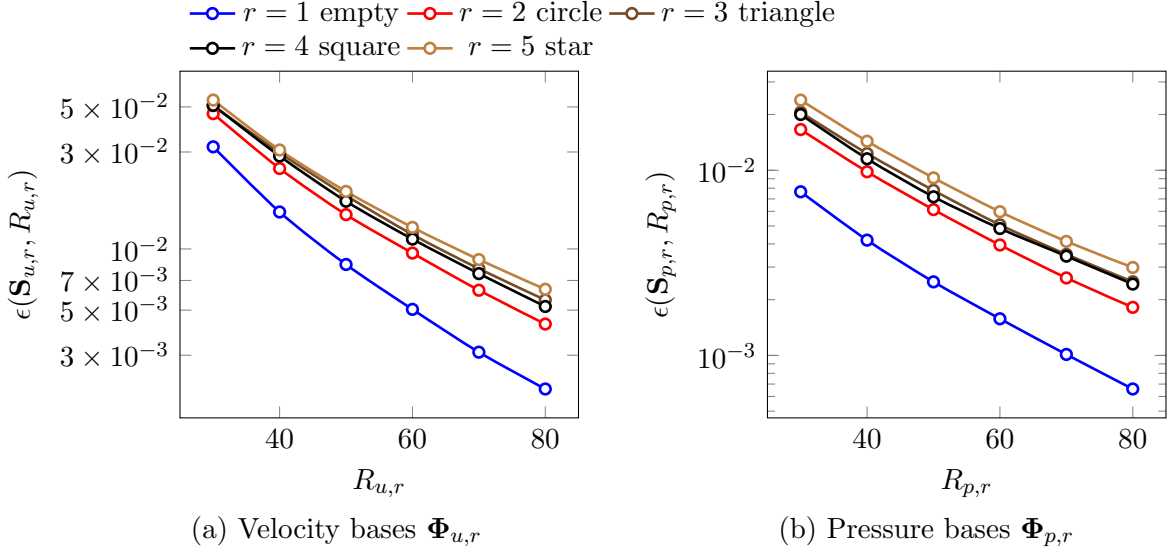 r = 1 empty r = 2 circle r = 3 triangle
r = 4 square r = 5 star
5 × 10⁻²
3 × 10⁻²
10⁻²
7 × 10⁻³
5 × 10⁻³
3 × 10⁻³
ϵ(S_{u,r}, R_{u,r})
40 60 80
R_{u,r}
(a) Velocity bases Φ_{u,r}
10⁻²
10⁻³
ϵ(S_{p,r}, R_{p,r})
40 60 80
R_{p,r}
(b) Pressure bases Φ_{p,r}